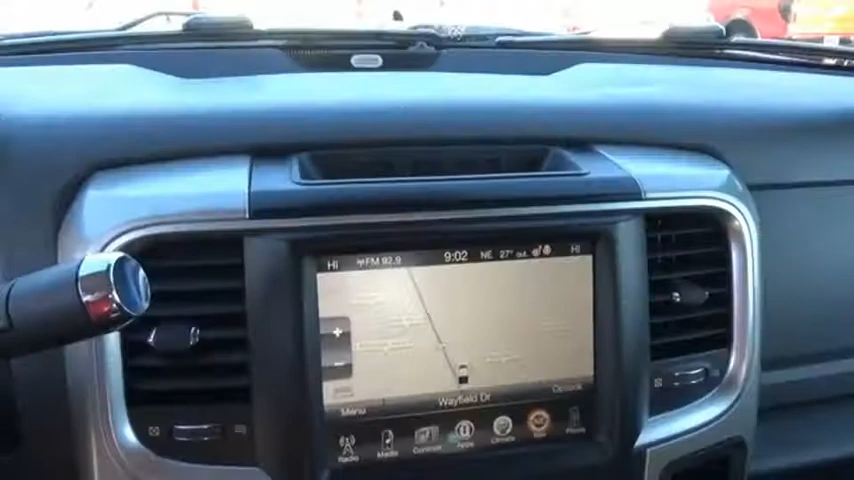 Hi FM 92.9 9:02 NE 27° out Hi
Wayfield Dr
Menu Options
Radio Media Controls Apps Climate Nav Phone